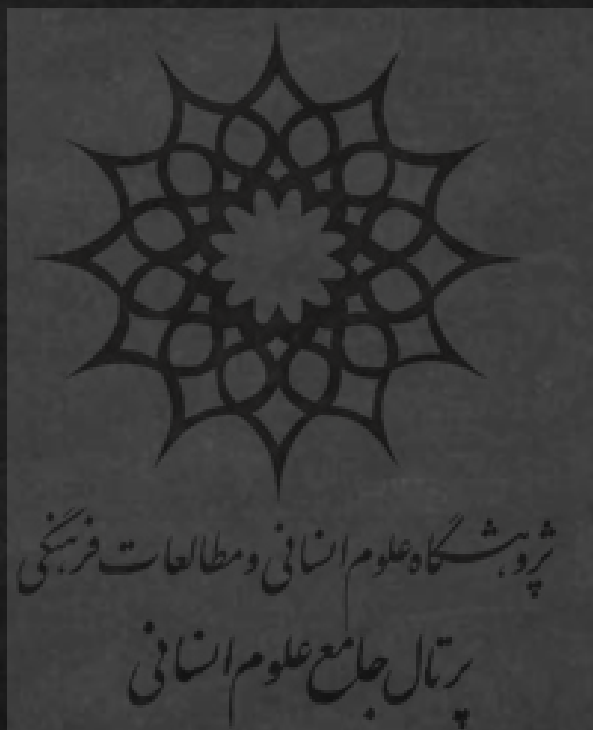 پژوهشگاه علوم انسانی و مطالعات فرهنگی
پرتال جامع علوم انسانی